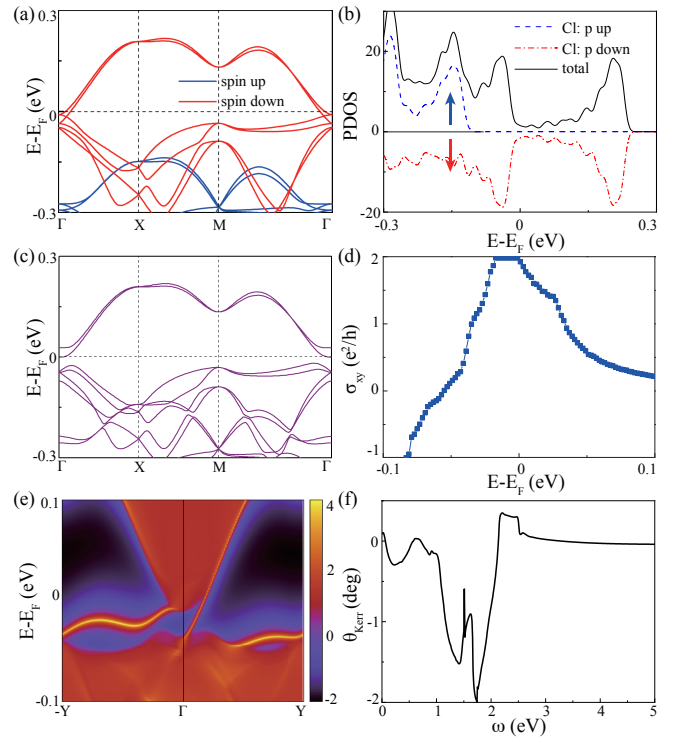 (a)
0.3
0
-0.3
E-E_F (eV)
spin up
spin down
Γ X M Γ
(b)
20
0
-20
PDOS
Cl: p up
Cl: p down
total
-0.3 0 0.3
E-E_F (eV)
(c)
0.3
0
-0.3
E-E_F (eV)
Γ X M Γ
(d)
2
1
0
-1
σ_xy (e²/h)
-0.1 0 0.1
E-E_F (eV)
(e)
0.1
0
-0.1
E-E_F (eV)
-Y Γ Y
4
2
0
-2
(f)
0
-1
-2
θ_Kerr (deg)
0 1 2 3 4 5
ω (eV)